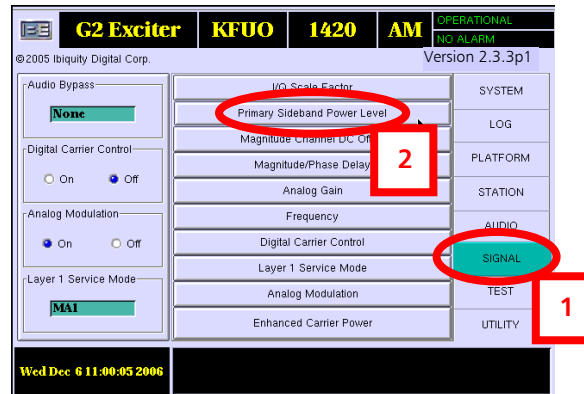 BE G2 Exciter KFUO 1420 AM OPERATIONAL
NO ALARM
©2005 Ibiquity Digital Corp. Version 2.3.3p1
Audio Bypass
None
Digital Carrier Control
On Off
Analog Modulation
On Off
Layer 1 Service Mode
MA1
I/Q Scale Factor
Primary Sideband Power Level
Magnitude Channel DC
Magnitude/Phase Delay
Analog Gain
Frequency
Digital Carrier Control
Layer 1 Service Mode
Analog Modulation
Enhanced Carrier Power
2
SYSTEM
LOG
PLATFORM
STATION
AUDIO
SIGNAL
TEST
UTILITY
1
Wed Dec 6 11:00:05 2006